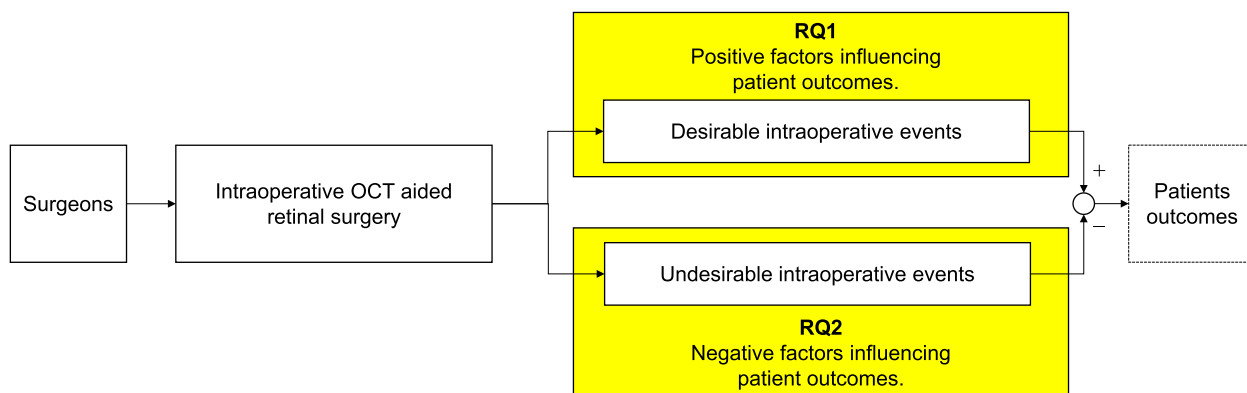 Surgeons
Intraoperative OCT aided
retinal surgery
RQ1
Positive factors influencing
patient outcomes.
Desirable intraoperative events
Undesirable intraoperative events
RQ2
Negative factors influencing
patient outcomes.
+
−
Patients
outcomes